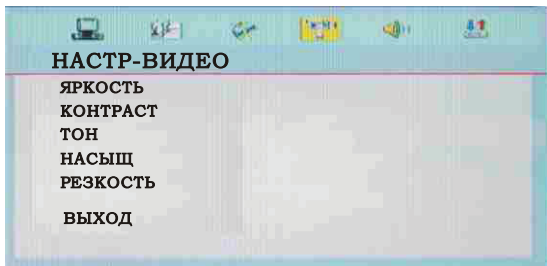 НАСТР-ВИДЕО
ЯРКОСТЬ
КОНТРАСТ
ТОН
НАСЫЩ
РЕЗКОСТЬ
ВЫХОД